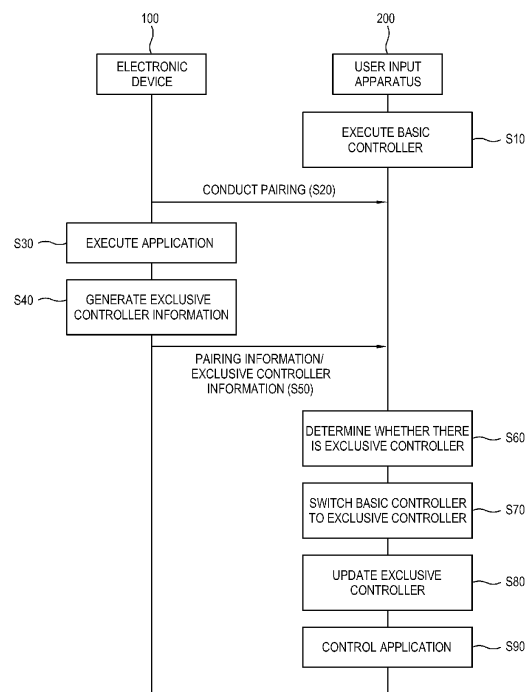 100
200
ELECTRONIC
DEVICE
USER INPUT
APPARATUS
EXECUTE BASIC
CONTROLLER
S10
CONDUCT PAIRING (S20)
S30
EXECUTE APPLICATION
S40
GENERATE EXCLUSIVE
CONTROLLER INFORMATION
PAIRING INFORMATION/
EXCLUSIVE CONTROLLER
INFORMATION (S50)
DETERMINE WHETHER THERE
IS EXCLUSIVE CONTROLLER
S60
SWITCH BASIC CONTROLLER
TO EXCLUSIVE CONTROLLER
S70
UPDATE EXCLUSIVE
CONTROLLER
S80
CONTROL APPLICATION
S90